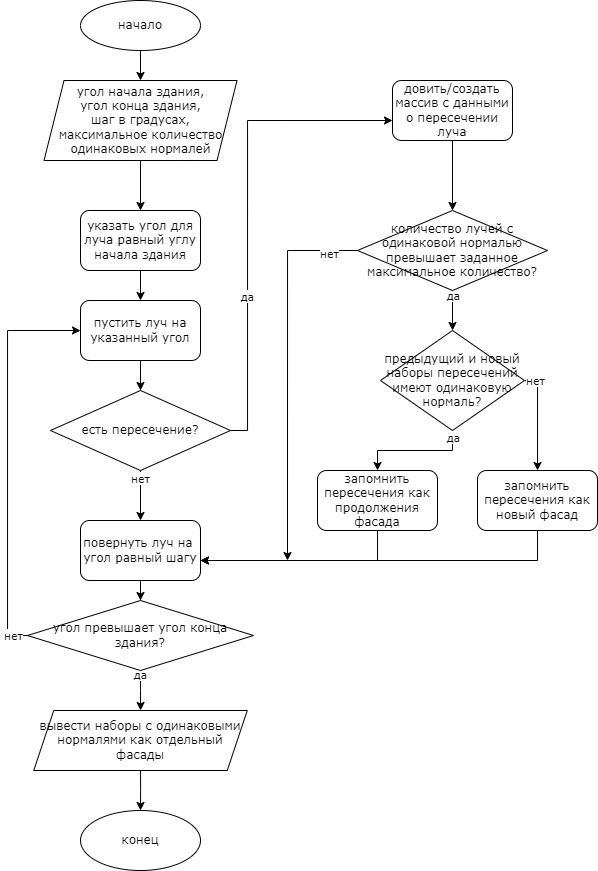 начало
угол начала здания,
угол конца здания,
шаг в градусах,
максимальное количество
одинаковых нормалей
указать угол для
луча равный углу
начала здания
пустить луч на
указанный угол
есть пересечение?
да
нет
довить/создать
массив с данными
о пересечении
луча
количество лучей с
одинаковой нормалью
превышает заданное
максимальное количество?
нет
да
предыдущий и новый
наборы пересечений
имеют одинаковую
нормаль?
нет
да
запомнить
пересечения как
продолжения
фасада
запомнить
пересечения как
новый фасад
повернуть луч на
угол равный шагу
угол превышает угол конца
здания?
нет
да
вывести наборы с одинаковыми
нормалями как отдельный
фасады
конец